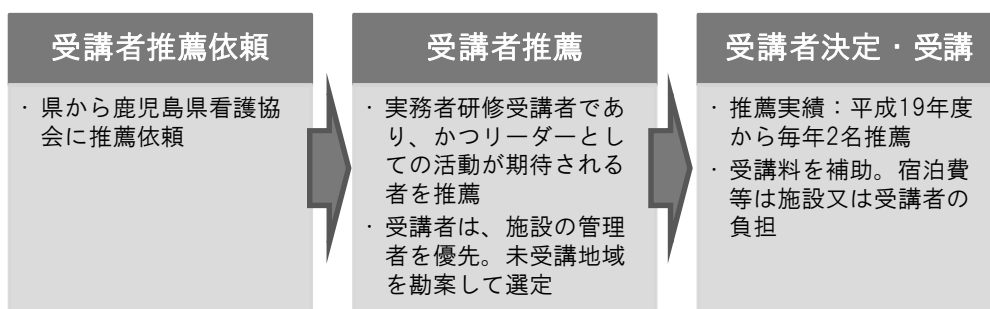 受講者推薦依頼
・県から鹿児島県看護協
会に推薦依頼
受講者推薦
・実務者研修受講者であ
り、かつリーダーとし
ての活動が期待される
者を推薦
・受講者は、施設の管理
者を優先。未受講地域
を勘案して選定
受講者決定・受講
・推薦実績：平成19年度
から毎年2名推薦
・受講料を補助。宿泊費
等は施設又は受講者の
負担